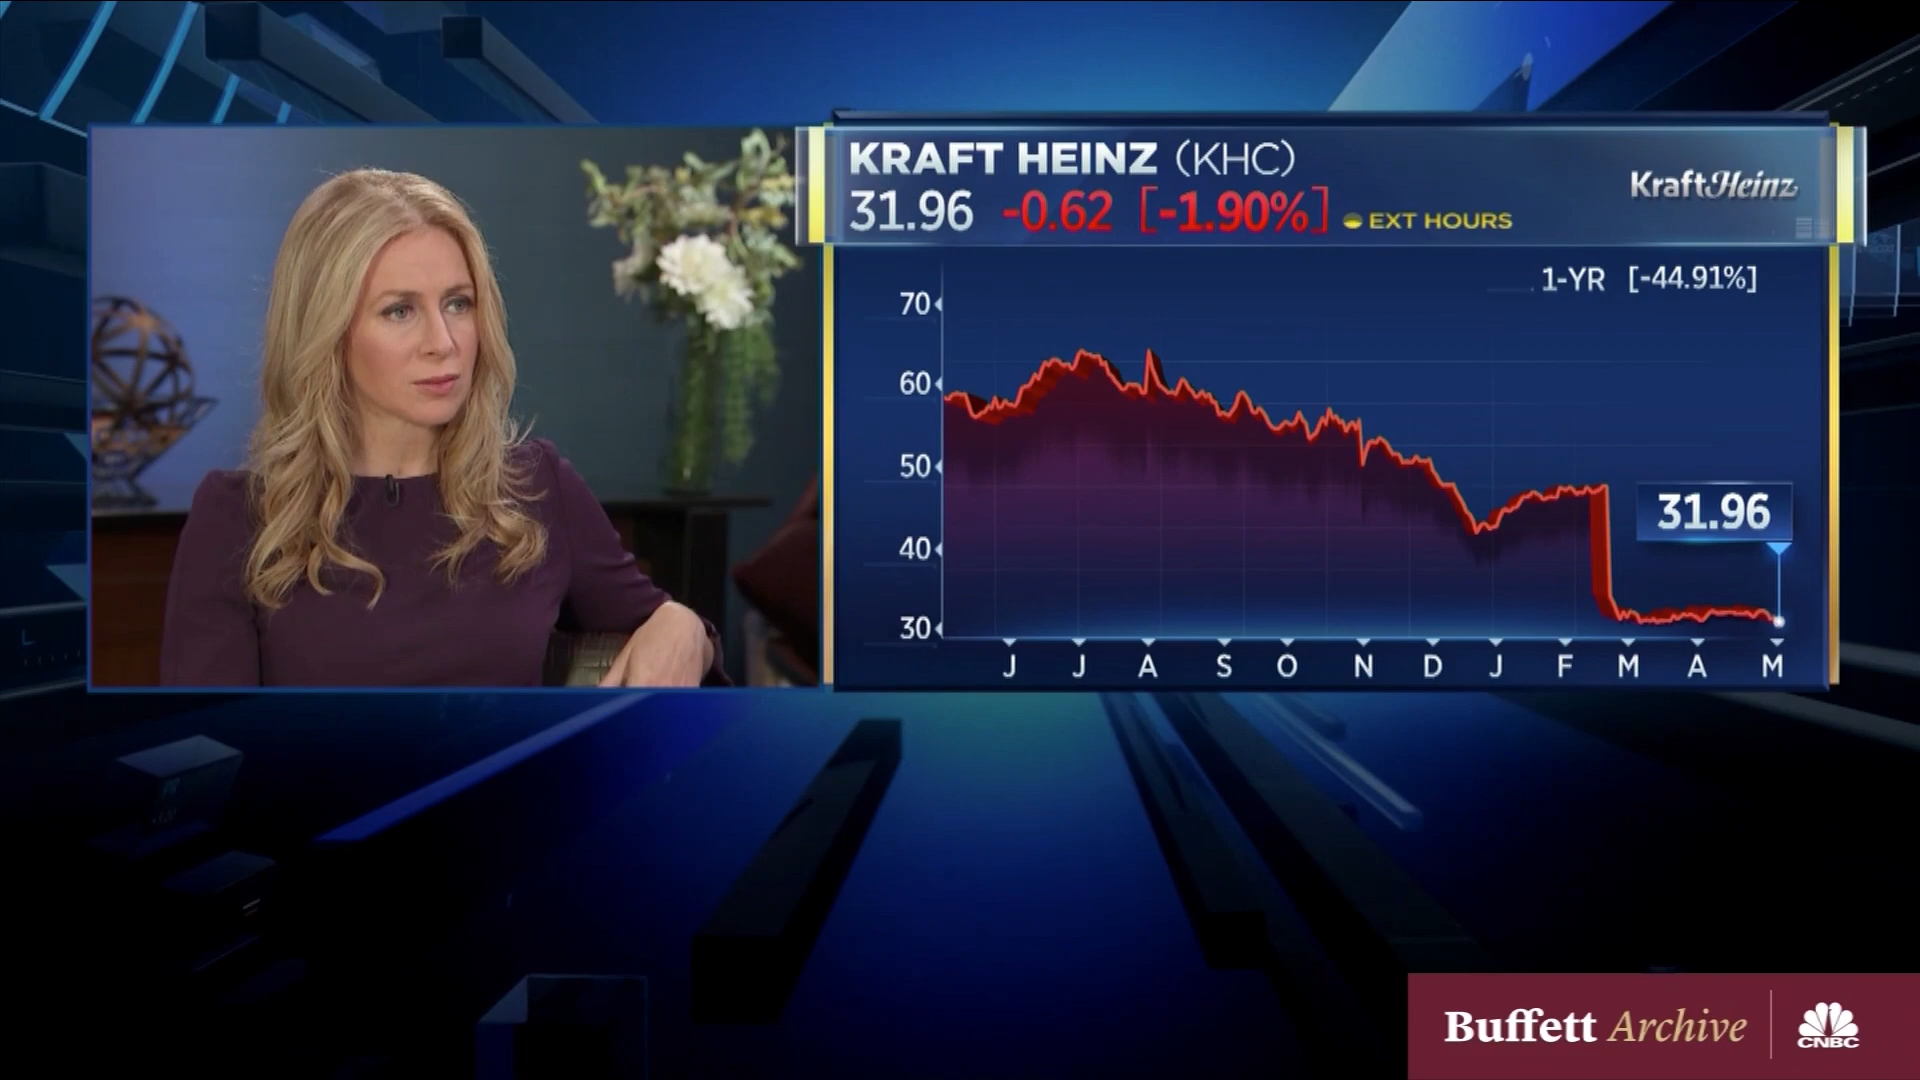 KRAFT HEINZ (KHC)
31.96 -0.62 [-1.90%] EXT HOURS
KraftHeinz
1-YR [-44.91%]
70
60
50
40
30
31.96
J J A S O N D J F M A M
Buffett Archive
CNBC